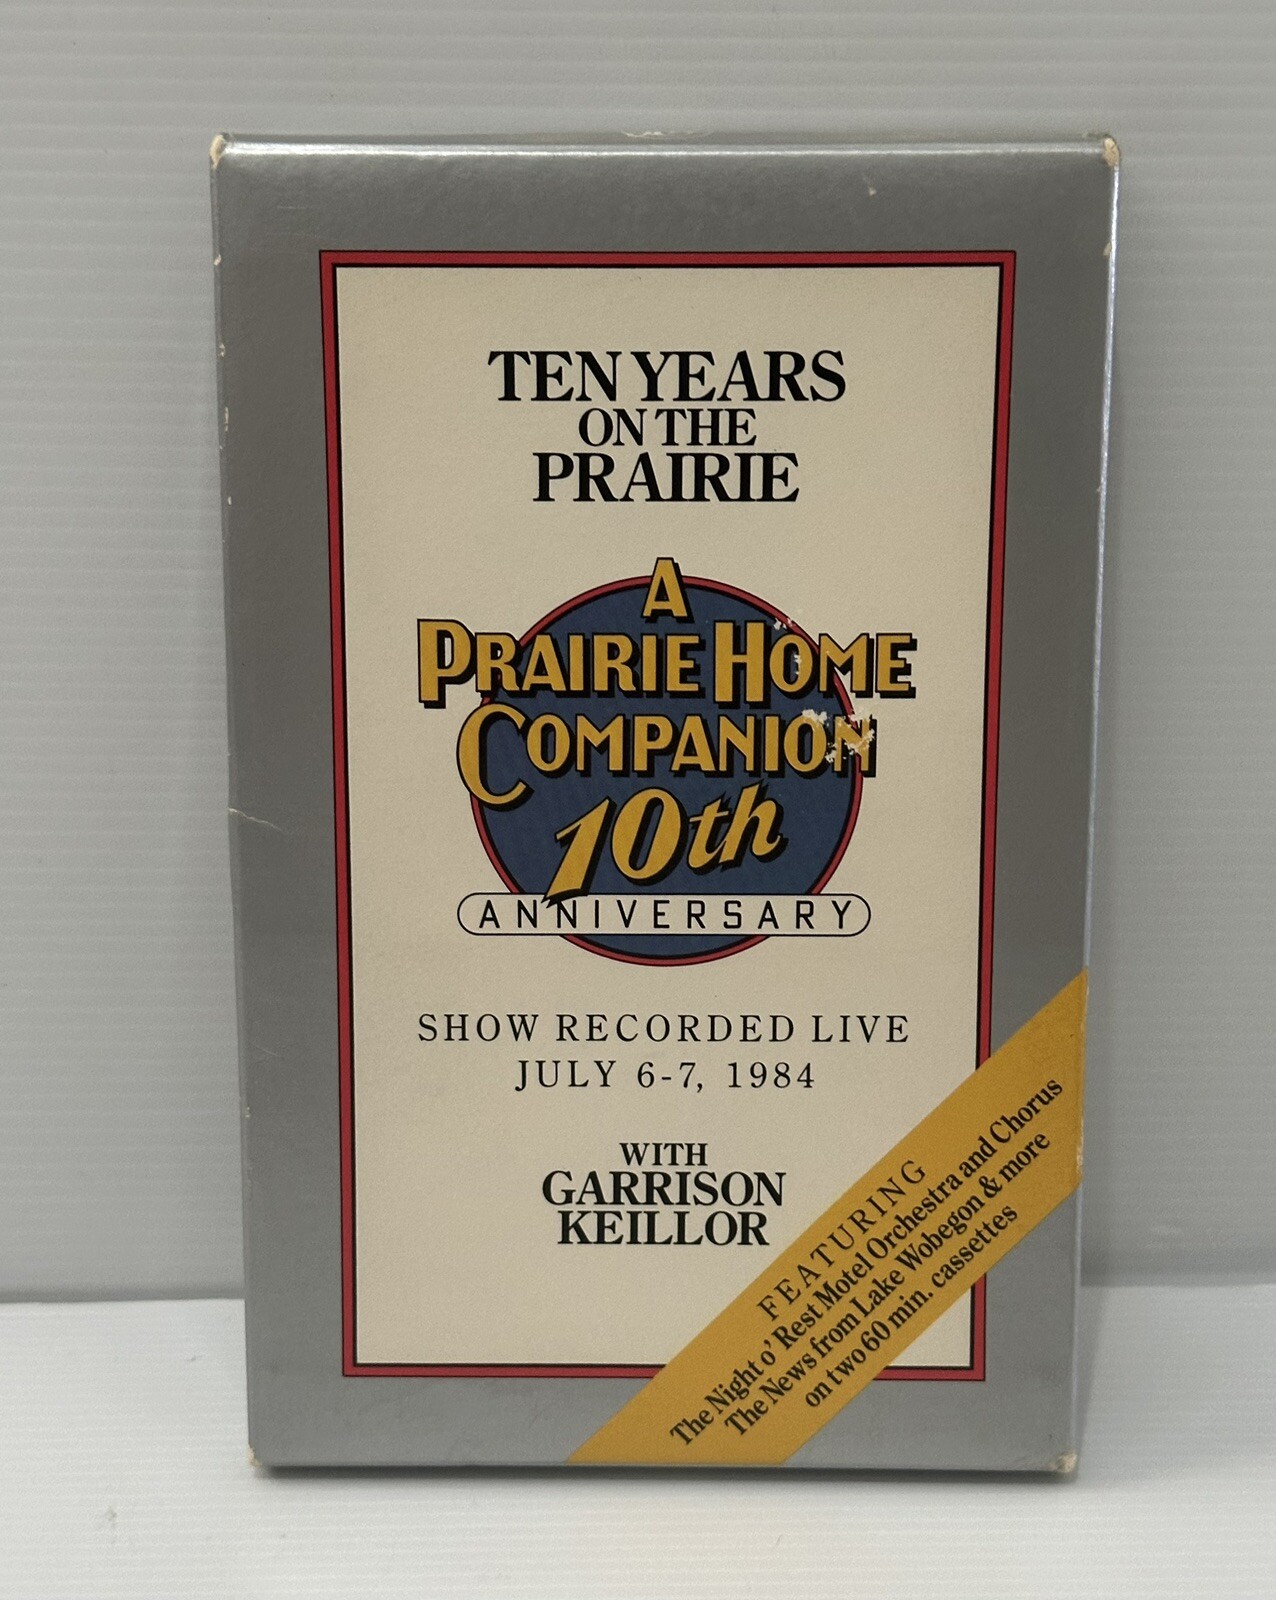 TEN YEARS
ON THE
PRAIRIE
A
PRAIRIE HOME
COMPANION
10th
ANNIVERSARY
SHOW RECORDED LIVE
JULY 6-7, 1984
WITH
GARRISON
KEILLOR
FEATURING
The Night o' Rest Motel Orchestra and Chorus
The News from Lake Wobegon & more
on two 60 min. cassettes